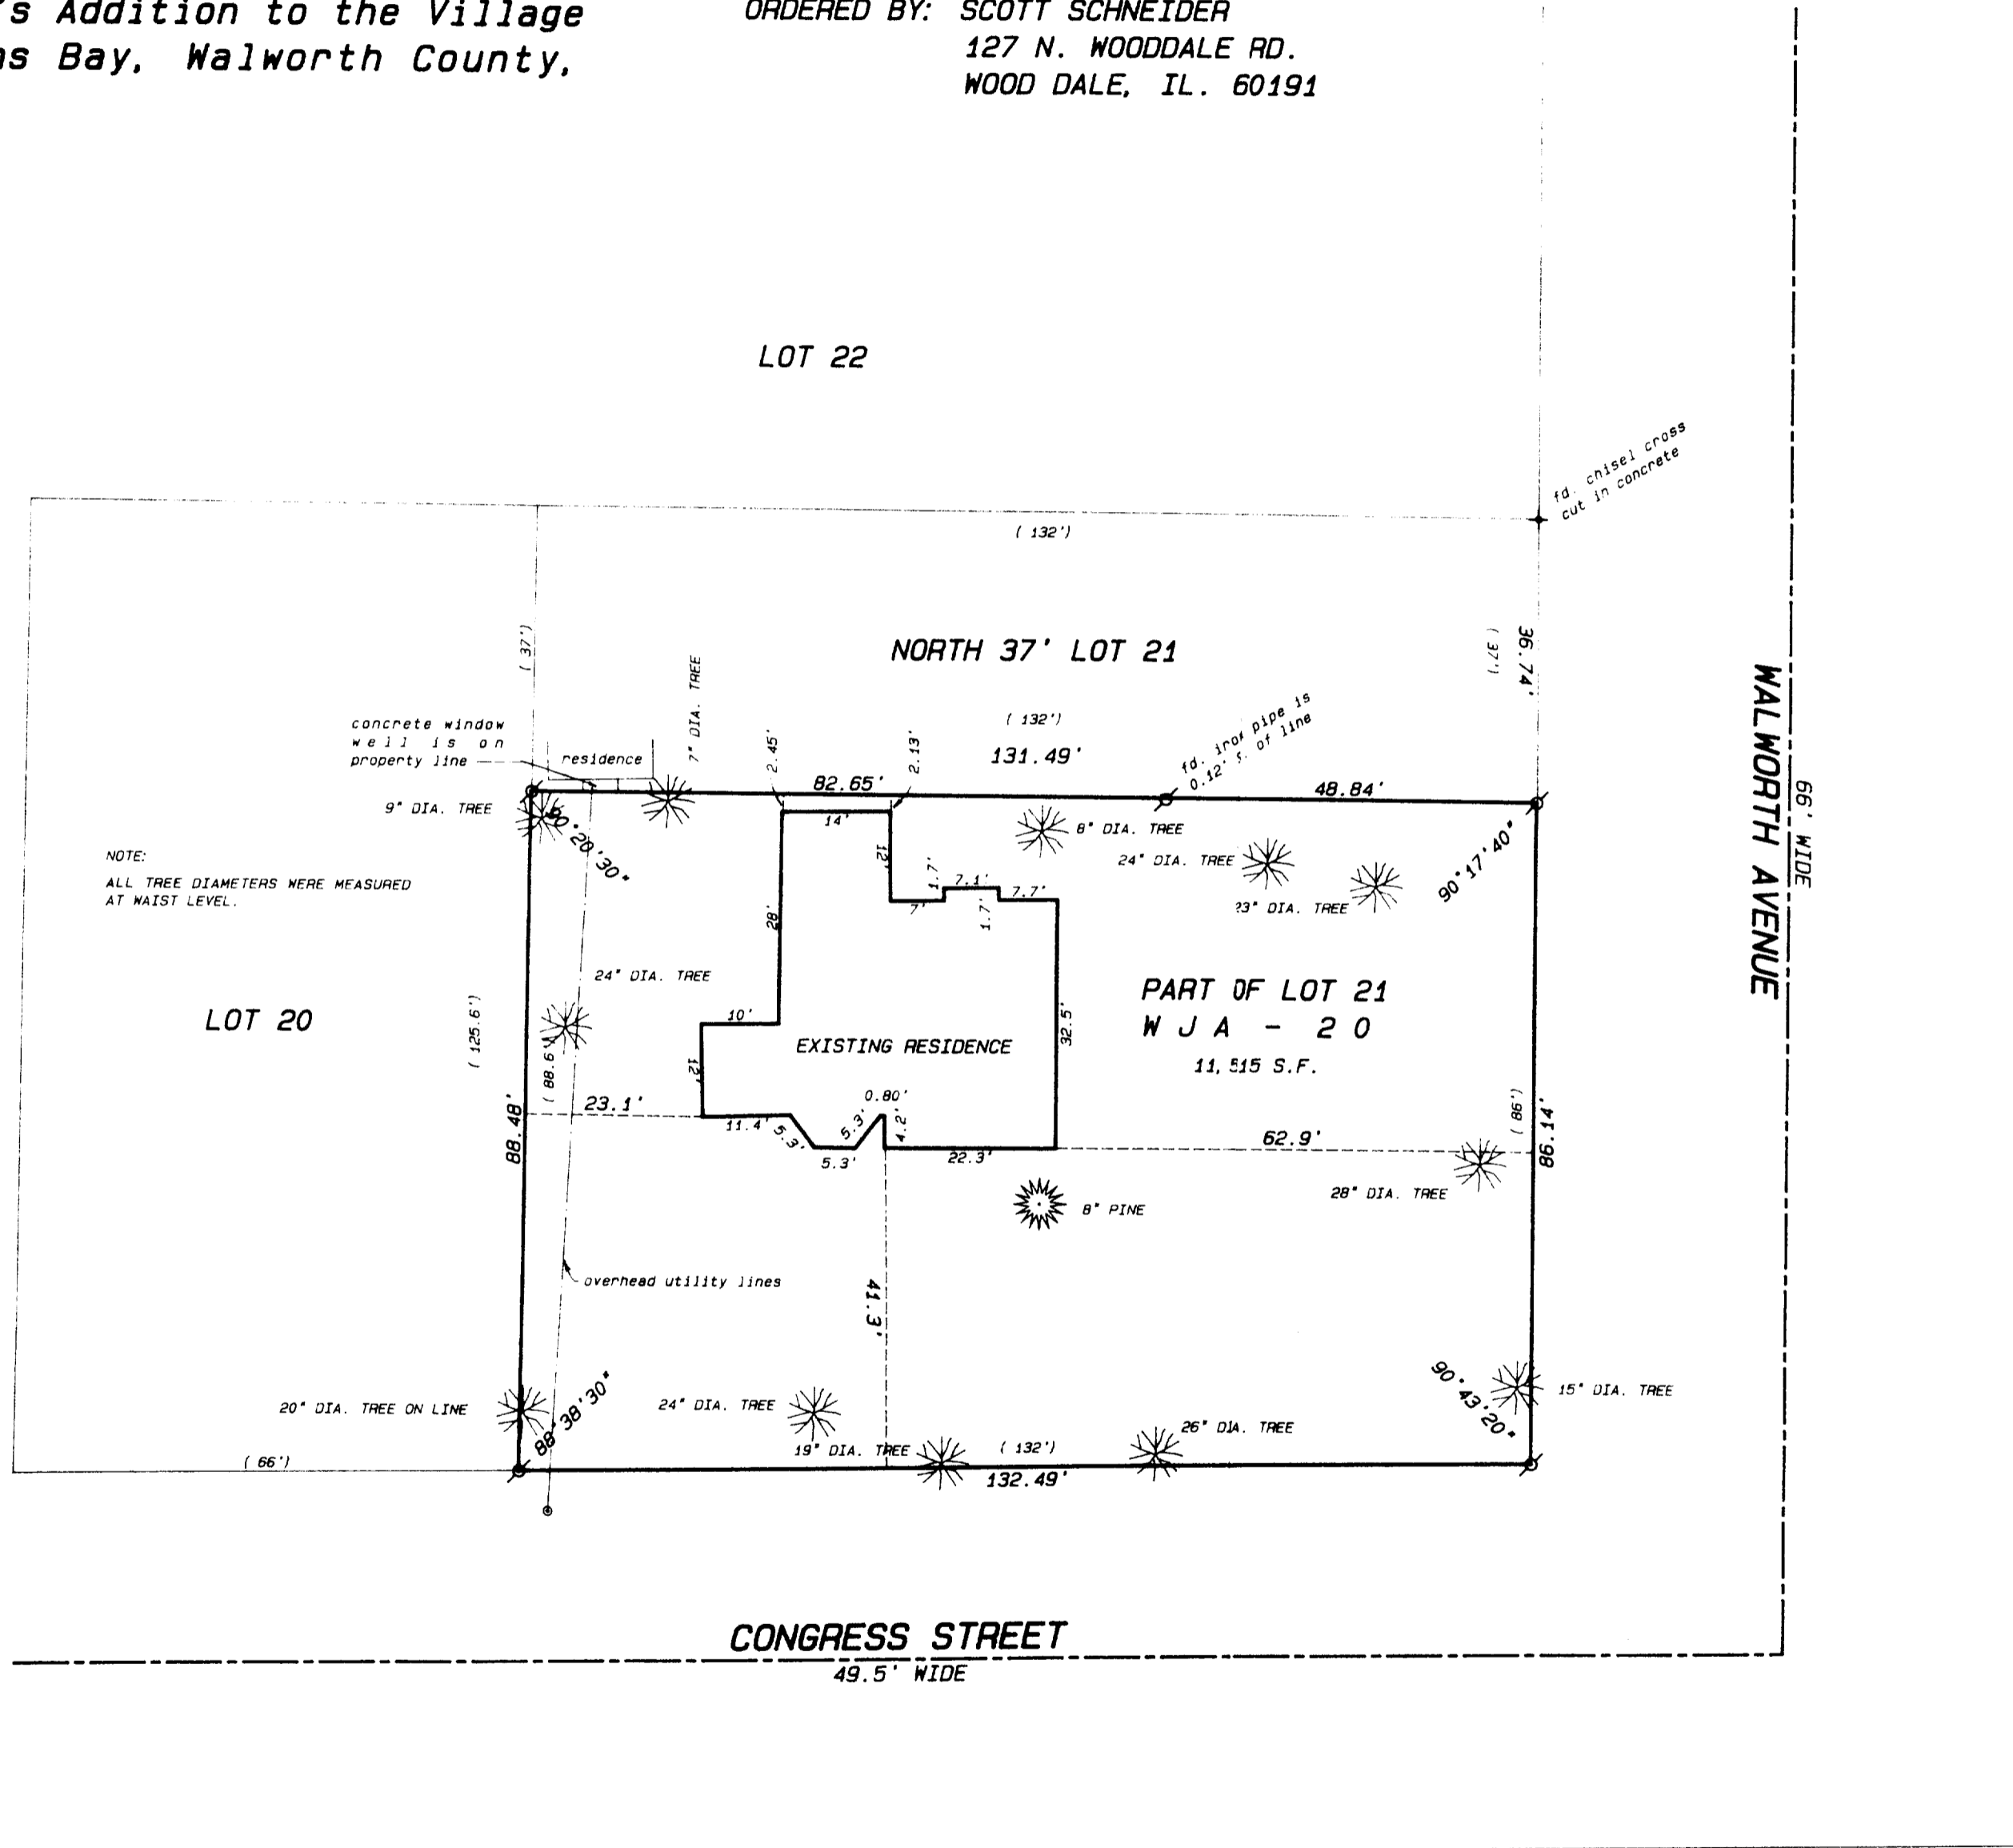 's Addition to the Village
s Bay, Walworth County,
ORDERED BY: SCOTT SCHNEIDER
127 N. WOODDALE RD.
WOOD DALE, IL. 60191
LOT 22
fd. chisel cross
cut in concrete
( 132')
( 37')
NORTH 37' LOT 21
36.74'
( 37')
7" DIA. TREE
concrete window
well is on
property line
residence
2.45'
2.13'
( 132')
131.49'
fd. iron pipe is
0.12' S. of line
82.65'
48.84'
9" DIA. TREE
90°20'30"
14'
12'
8" DIA. TREE
24" DIA. TREE
23" DIA. TREE
90°17'40"
WALWORTH AVENUE
66' WIDE
NOTE:
ALL TREE DIAMETERS WERE MEASURED
AT WAIST LEVEL.
28'
1.7'
7.1'
7.7'
7'
1.7'
24" DIA. TREE
LOT 20
( 125.6')
( 88.6')
88.48'
10'
12'
EXISTING RESIDENCE
32.5'
PART OF LOT 21
WJA - 20
11,515 S.F.
23.1'
0.80'
11.4'
5.3'
5.3'
5.3'
4.2'
22.3'
62.9'
( 86')
86.14'
28" DIA. TREE
8" PINE
overhead utility lines
41.3'
20" DIA. TREE ON LINE
88°38'30"
24" DIA. TREE
19" DIA. TREE
( 132')
132.49'
26" DIA. TREE
90°43'20"
15" DIA. TREE
( 66')
CONGRESS STREET
49.5' WIDE